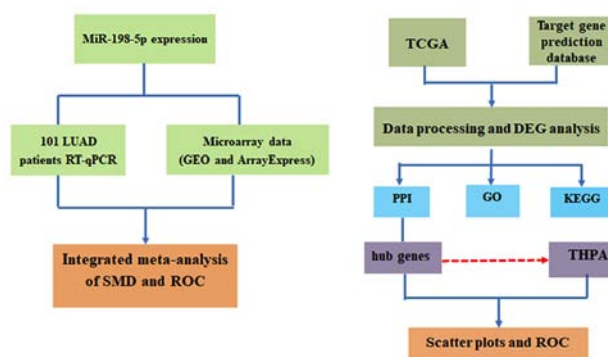 MiR-198-5p expression
101 LUAD
patients RT-qPCR
Microarray data
(GEO and ArrayExpress)
Integrated meta-analysis
of SMD and ROC
TCGA
Target gene
prediction
database
Data processing and DEG analysis
PPI
GO
KEGG
hub genes
THPA
Scatter plots and ROC